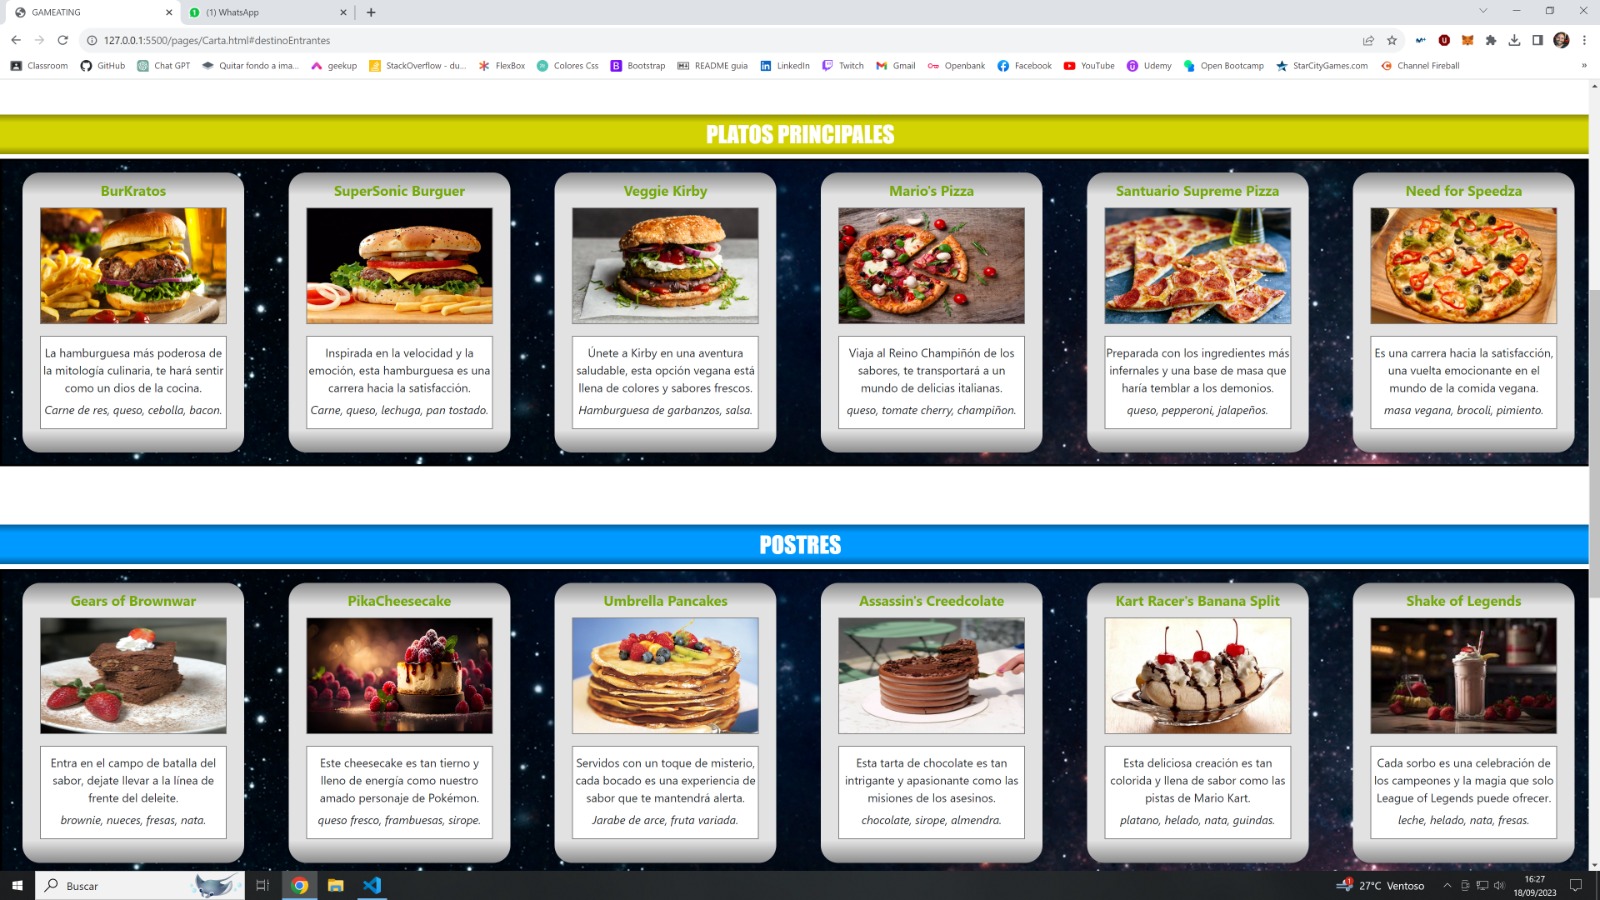 GAMEATING
(1) WhatsApp
127.0.0.1:5500/pages/Carta.html#destinoEntrantes
Classroom GitHub Chat GPT Quitar fondo a ima... geekup StackOverflow - du... FlexBox Colores Css Bootstrap README guia LinkedIn Twitch Gmail Openbank Facebook YouTube Udemy Open Bootcamp StarCityGames.com Channel Fireball »
PLATOS PRINCIPALES
BurKratos
La hamburguesa más poderosa de
la mitología culinaria, te hará sentir
como un dios de la cocina.
Carne de res, queso, cebolla, bacon.
SuperSonic Burguer
Inspirada en la velocidad y la
emoción, esta hamburguesa es una
carrera hacia la satisfacción.
Carne, queso, lechuga, pan tostado.
Veggie Kirby
Únete a Kirby en una aventura
saludable, esta opción vegana está
llena de colores y sabores frescos.
Hamburguesa de garbanzos, salsa.
Mario's Pizza
Viaja al Reino Champiñón de los
sabores, te transportará a un
mundo de delicias italianas.
queso, tomate cherry, champiñon.
Santuario Supreme Pizza
Preparada con los ingredientes más
infernales y una base de masa que
haría temblar a los demonios.
queso, pepperoni, jalapeños.
Need for Speedza
Es una carrera hacia la satisfacción,
una vuelta emocionante en el
mundo de la comida vegana.
masa vegana, brocoli, pimiento.
POSTRES
Gears of Brownwar
Entra en el campo de batalla del
sabor, dejate llevar a la línea de
frente del deleite.
brownie, nueces, fresas, nata.
PikaCheesecake
Este cheesecake es tan tierno y
lleno de energía como nuestro
amado personaje de Pokémon.
queso fresco, frambuesas, sirope.
Umbrella Pancakes
Servidos con un toque de misterio,
cada bocado es una experiencia de
sabor que te mantendrá alerta.
Jarabe de arce, fruta variada.
Assassin's Creedcolate
Esta tarta de chocolate es tan
intrigante y apasionante como las
misiones de los asesinos.
chocolate, sirope, almendra.
Kart Racer's Banana Split
Esta deliciosa creación es tan
colorida y llena de sabor como las
pistas de Mario Kart.
platano, helado, nata, guindas.
Shake of Legends
Cada sorbo es una celebración de
los campeones y la magia que solo
League of Legends puede ofrecer.
leche, helado, nata, fresas.
Buscar
27°C Ventoso
16:27
18/09/2023